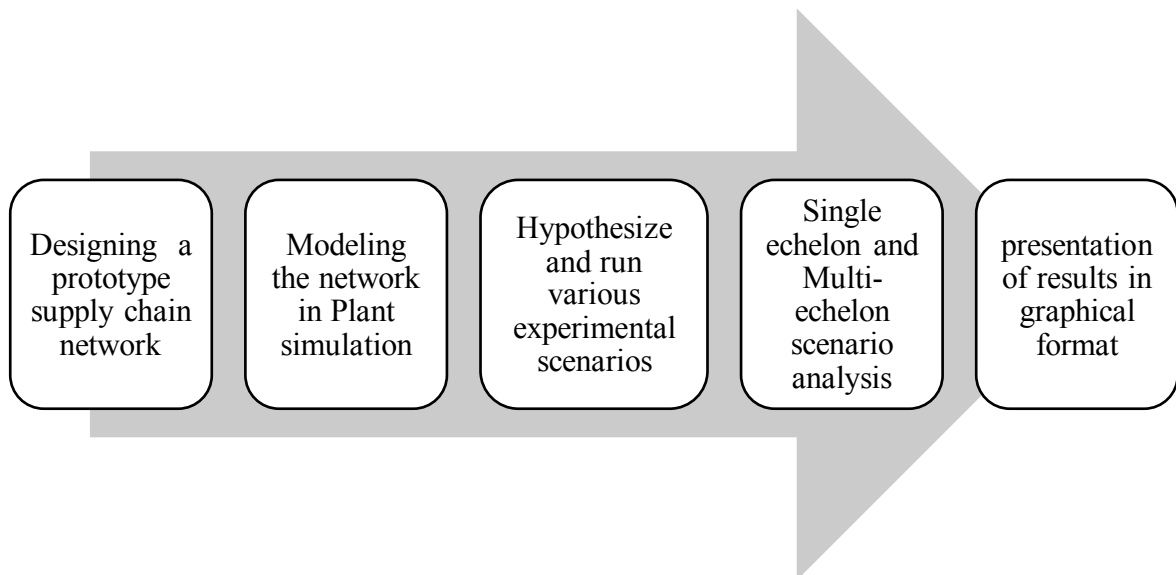 Designing a
prototype
supply chain
network
Modeling
the network
in Plant
simulation
Hypothesize
and run
various
experimental
scenarios
Single
echelon and
Multi-
echelon
scenario
analysis
presentation
of results in
graphical
format